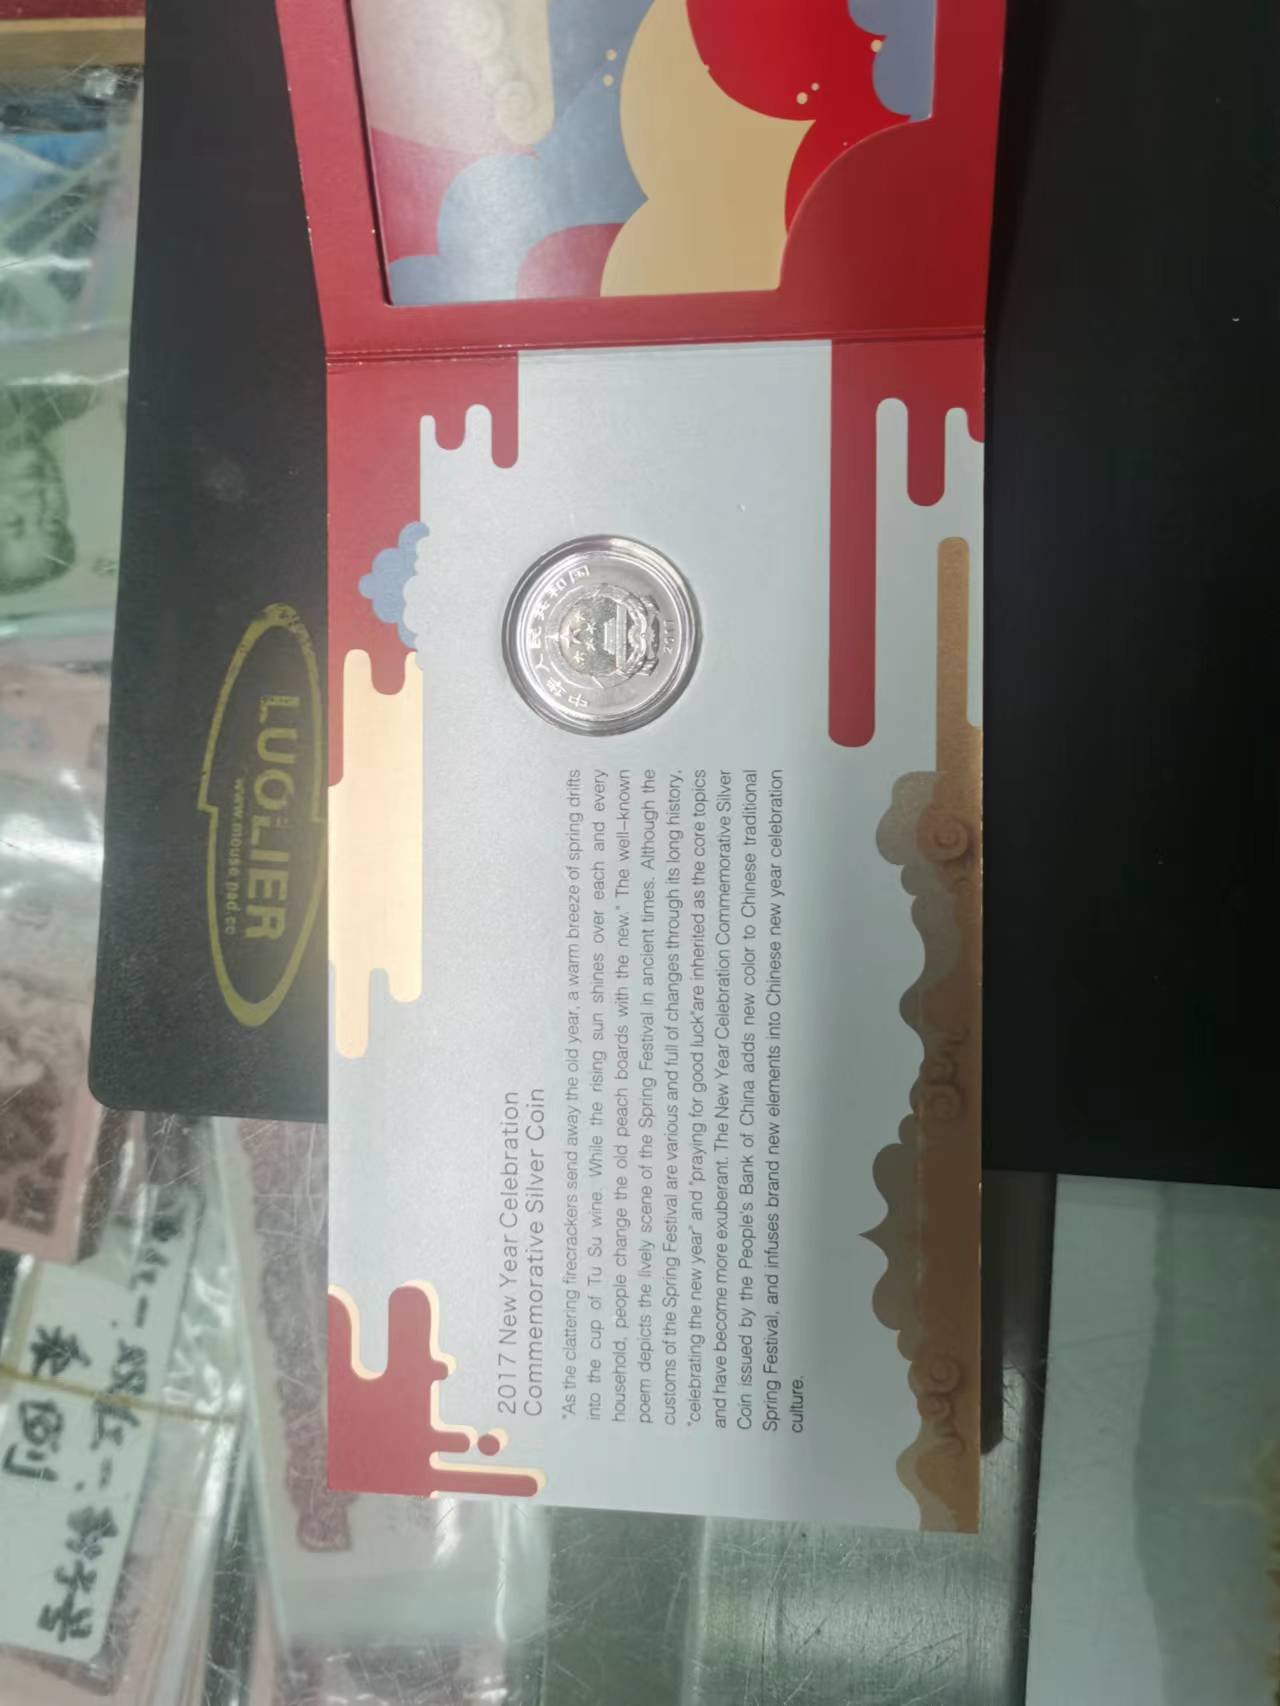 2017 New Year Celebration
Commemorative Silver Coin
"As the clattering firecrackers send away the old year, a warm breeze of spring drifts
into the cup of Tu Su wine. While the rising sun shines over each and every
household, people change the old peach boards with the new." The well-known
poem depicts the lively scene of the Spring Festival in ancient times. Although the
customs of the Spring Festival are various and full of changes through its long history,
"celebrating the new year" and "praying for good luck"are inherited as the core topics
and have become more exuberant. The New Year Celebration Commemorative Silver
Coin issued by the People's Bank of China adds new color to Chinese traditional
Spring Festival, and infuses brand new elements into Chinese new year celebration
culture.
中华人民共和国
2017
LUOLIER
www.mouse pad.cc